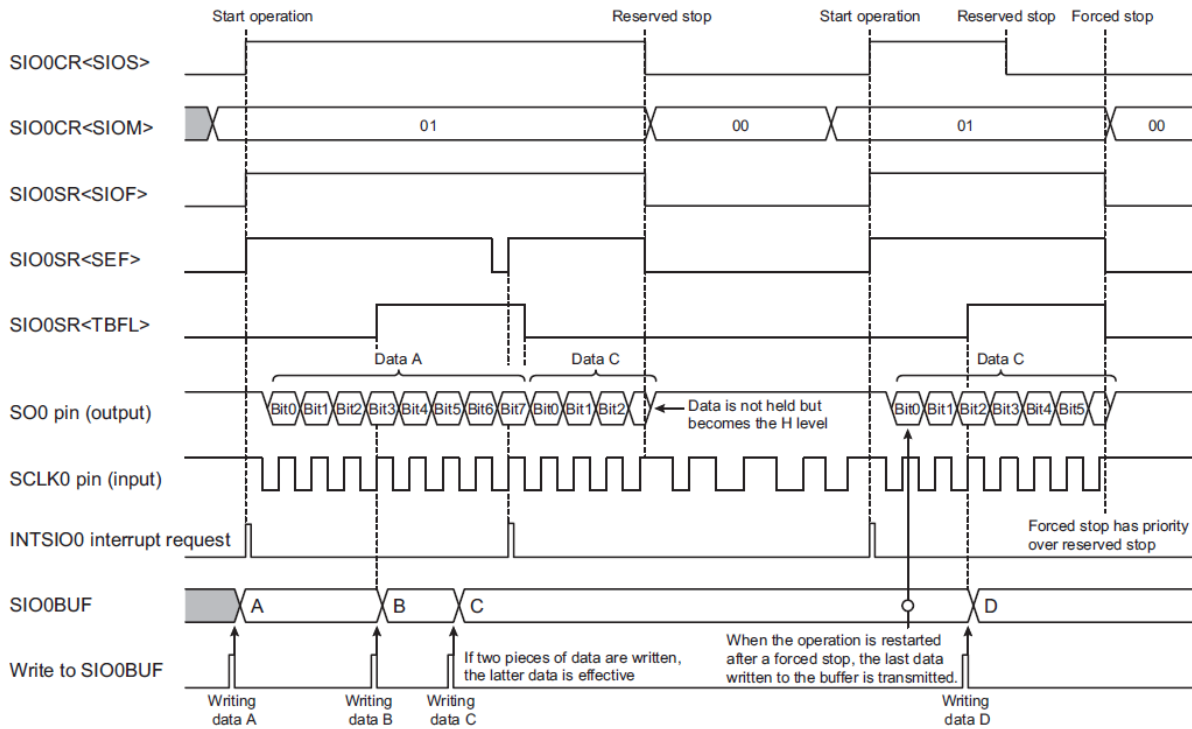 Start operation
Reserved stop
Start operation
Reserved stop
Forced stop
SIO0CR<SIOS>
SIO0CR<SIOM>
01
00
01
00
SIO0SR<SIOF>
SIO0SR<SEF>
SIO0SR<TBFL>
Data A
Data C
Data C
SO0 pin (output)
Bit0 Bit1 Bit2 Bit3 Bit4 Bit5 Bit6 Bit7 Bit0 Bit1 Bit2
Data is not held but
becomes the H level
Bit0 Bit1 Bit2 Bit3 Bit4 Bit5
SCLK0 pin (input)
INTSIO0 interrupt request
Forced stop has priority
over reserved stop
SIO0BUF
A
B
C
D
Write to SIO0BUF
If two pieces of data are written,
the latter data is effective
When the operation is restarted
after a forced stop, the last data
written to the buffer is transmitted.
Writing
data A
Writing
data B
Writing
data C
Writing
data D